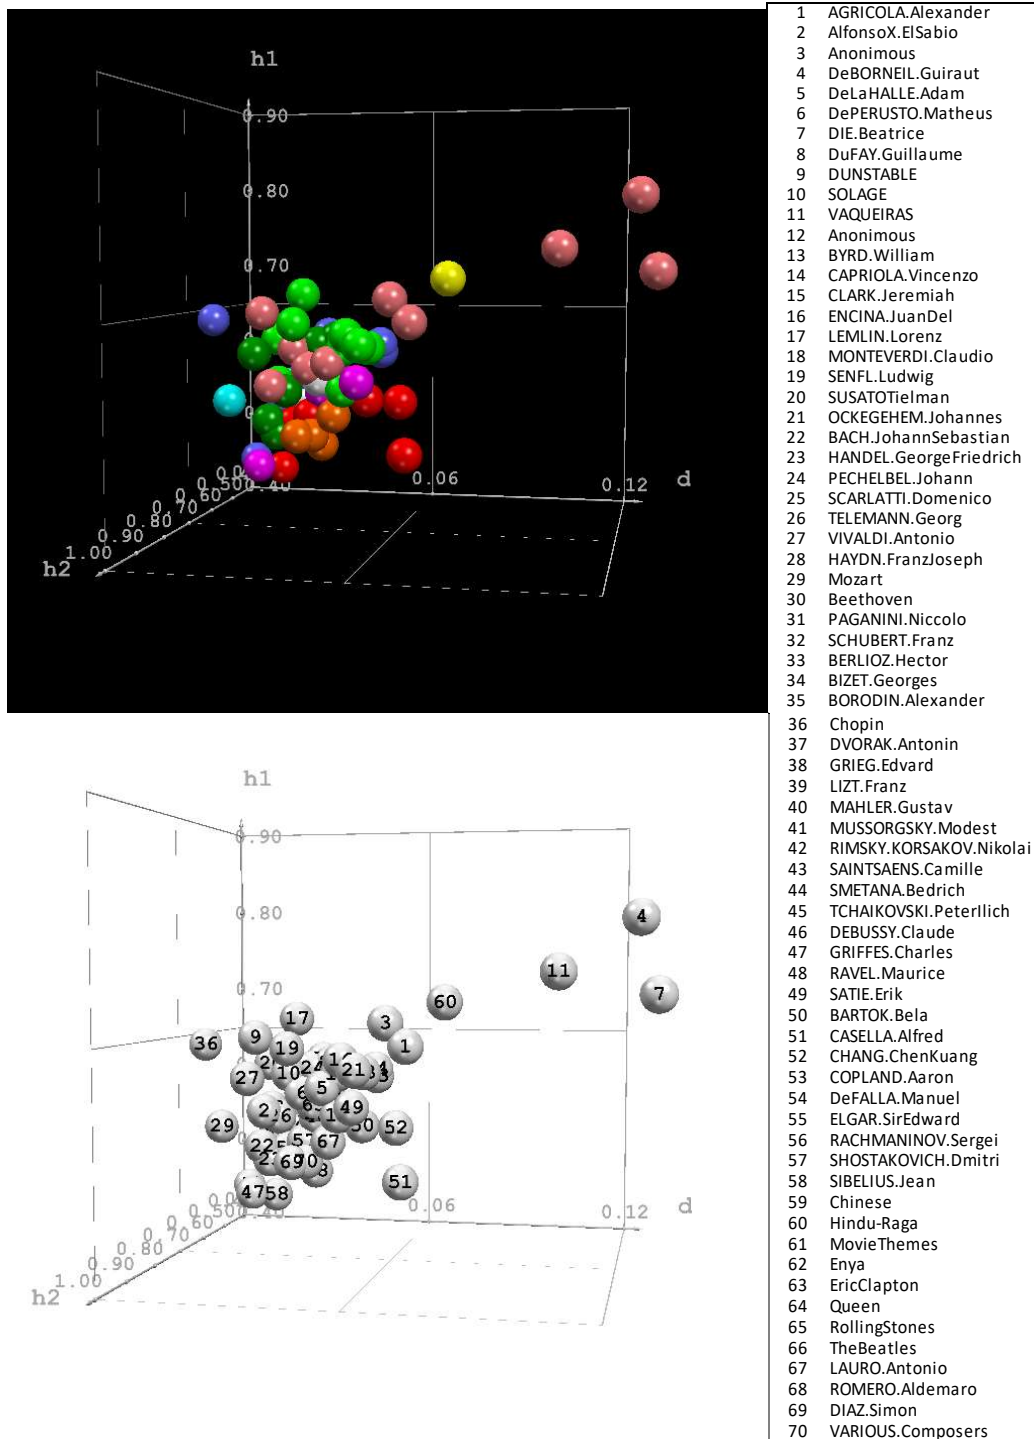 h1
0.90
0.80
0.70
0.06
0.12
d
0.40
0.50
0.60
0.70
0.80
0.90
1.00
h2
h1
0.90
0.80
0.70
4
11
7
60
3
1
17
9
19
36
10
21
27
5
2
49
29
52
22
67
69
51
47
58
0.06
0.12
d
0.40
0.50
0.60
0.70
0.80
0.90
1.00
h2
1 AGRICOLA.Alexander
2 AlfonsoX.ElSabio
3 Anonimous
4 DeBORNEIL.Guiraut
5 DeLaHALLE.Adam
6 DePERUSTO.Matheus
7 DIE.Beatrice
8 DuFAY.Guillaume
9 DUNSTABLE
10 SOLAGE
11 VAQUEIRAS
12 Anonimous
13 BYRD.William
14 CAPRIOLA.Vincenzo
15 CLARK.Jeremiah
16 ENCINA.JuanDel
17 LEMLIN.Lorenz
18 MONTEVERDI.Claudio
19 SENFL.Ludwig
20 SUSATOTielman
21 OCKEGEHEM.Johannes
22 BACH.JohannSebastian
23 HANDEL.GeorgeFriedrich
24 PECHELBEL.Johann
25 SCARLATTI.Domenico
26 TELEMANN.Georg
27 VIVALDI.Antonio
28 HAYDN.FranzJoseph
29 Mozart
30 Beethoven
31 PAGANINI.Niccolo
32 SCHUBERT.Franz
33 BERLIOZ.Hector
34 BIZET.Georges
35 BORODIN.Alexander
36 Chopin
37 DVORAK.Antonin
38 GRIEG.Edvard
39 LIZT.Franz
40 MAHLER.Gustav
41 MUSSORGSKY.Modest
42 RIMSKY.KORSAKOV.Nikolai
43 SAINTSAENS.Camille
44 SMETANA.Bedrich
45 TCHAIKOVSKI.PeterIlich
46 DEBUSSY.Claude
47 GRIFFES.Charles
48 RAVEL.Maurice
49 SATIE.Erik
50 BARTOK.Bela
51 CASELLA.Alfred
52 CHANG.ChenKuang
53 COPLAND.Aaron
54 DeFALLA.Manuel
55 ELGAR.SirEdward
56 RACHMANINOV.Sergei
57 SHOSTAKOVICH.Dmitri
58 SIBELIUS.Jean
59 Chinese
60 Hindu-Raga
61 MovieThemes
62 Enya
63 EricClapton
64 Queen
65 RollingStones
66 TheBeatles
67 LAURO.Antonio
68 ROMERO.Aldemaro
69 DIAZ.Simon
70 VARIOUS.Composers